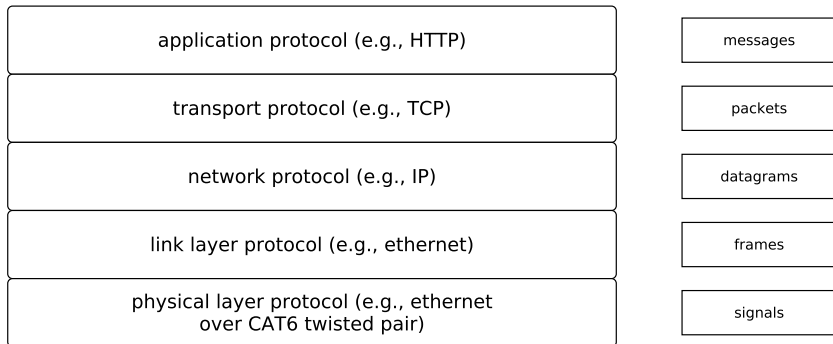 application protocol (e.g., HTTP)
messages
transport protocol (e.g., TCP)
packets
network protocol (e.g., IP)
datagrams
link layer protocol (e.g., ethernet)
frames
physical layer protocol (e.g., ethernet
over CAT6 twisted pair)
signals